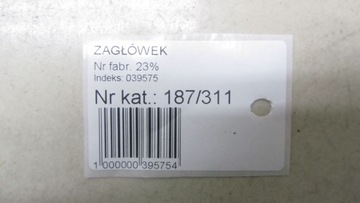 ZAGŁÓWEK
Nr fabr. 23%
Indeks: 039575
Nr kat.: 187/311
1 000000 395754